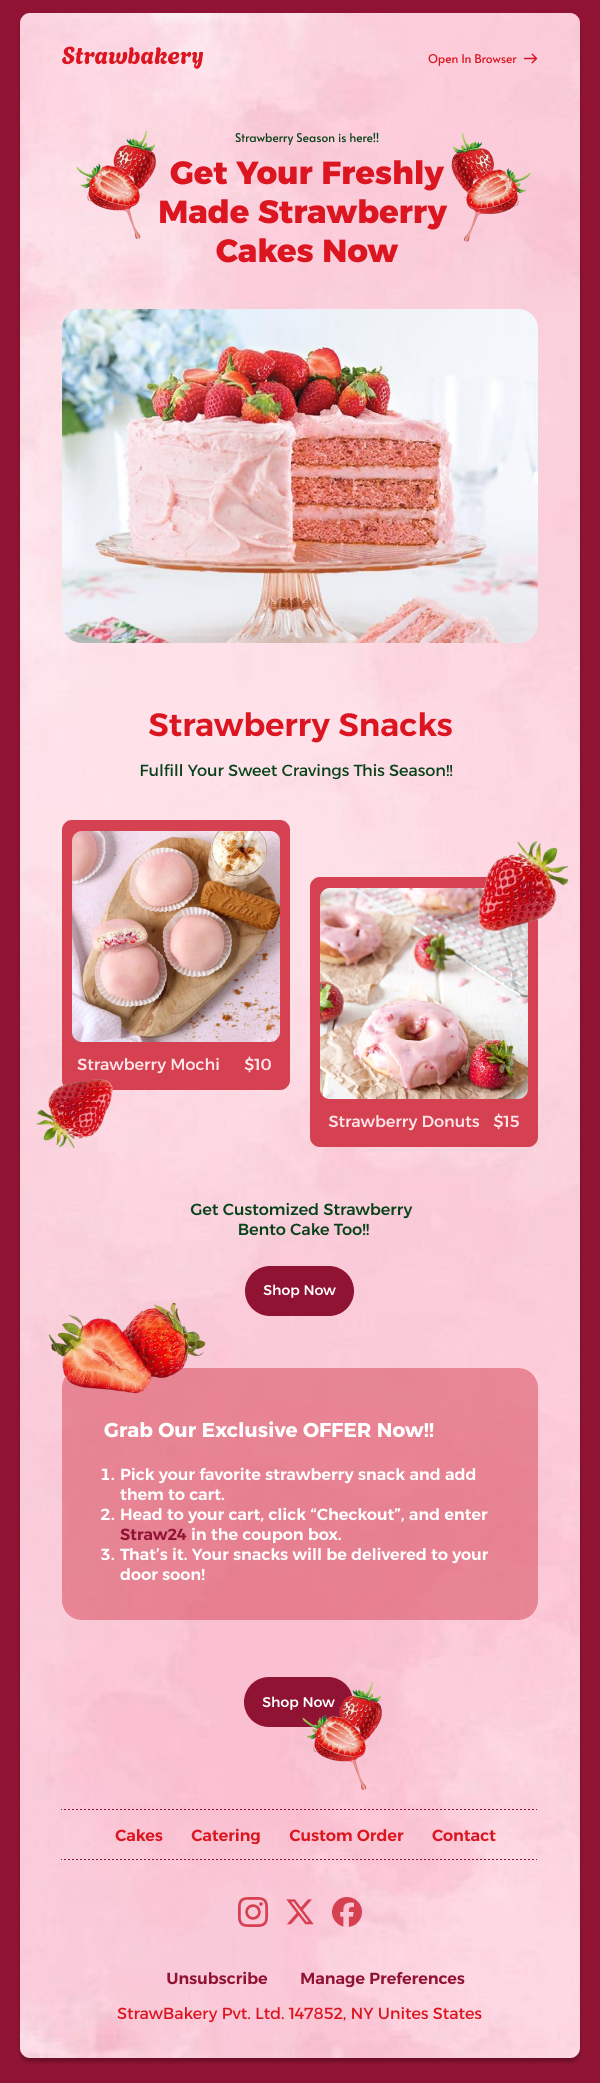 Strawbakery
Open In Browser
Strawberry Season is here!!
Get Your Freshly
Made Strawberry
Cakes Now
Strawberry Snacks
Fulfill Your Sweet Cravings This Season!!
Strawberry Mochi $10
Strawberry Donuts $15
Get Customized Strawberry
Bento Cake Too!!
Shop Now
Grab Our Exclusive OFFER Now!!
1. Pick your favorite strawberry snack and add
them to cart.
2. Head to your cart, click “Checkout”, and enter
Straw24 in the coupon box.
3. That’s it. Your snacks will be delivered to your
door soon!
Shop Now
Cakes Catering Custom Order Contact
Unsubscribe Manage Preferences
StrawBakery Pvt. Ltd. 147852, NY Unites States